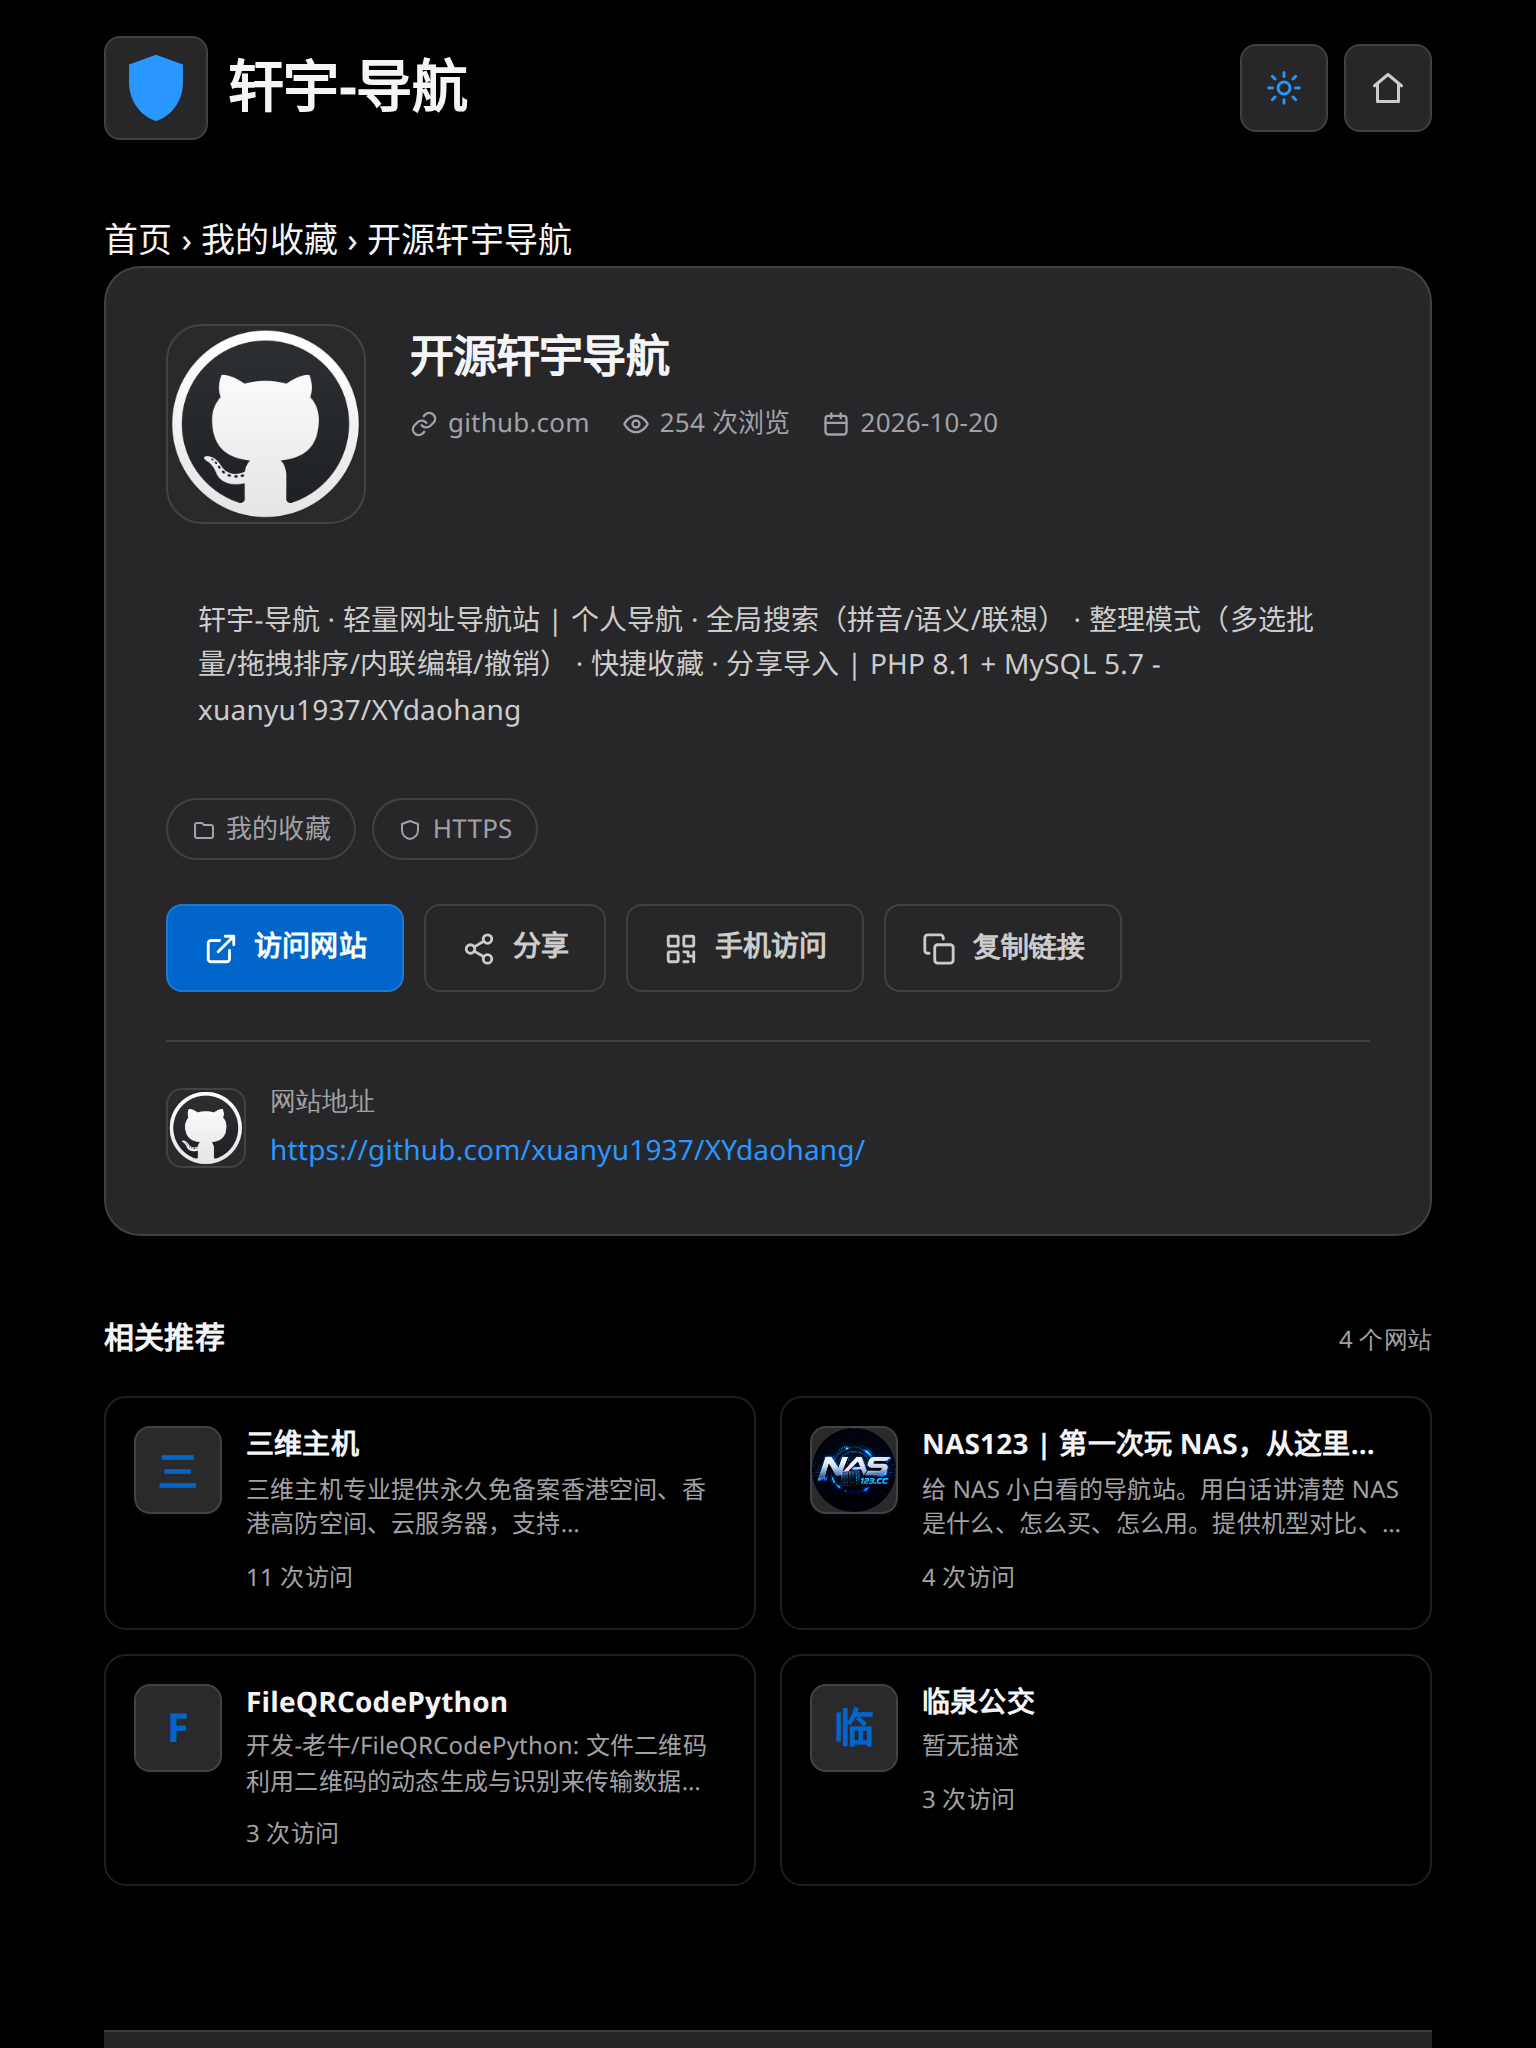 轩宇-导航
首页 › 我的收藏 › 开源轩宇导航
开源轩宇导航
github.com 254 次浏览 2026-10-20
轩宇-导航 · 轻量网址导航站 | 个人导航 · 全局搜索（拼音/语义/联想） · 整理模式（多选批
量/拖拽排序/内联编辑/撤销） · 快捷收藏 · 分享导入 | PHP 8.1 + MySQL 5.7 -
xuanyu1937/XYdaohang
我的收藏 HTTPS
访问网站 分享 手机访问 复制链接
网站地址
https://github.com/xuanyu1937/XYdaohang/
相关推荐
4 个网站
三
三维主机
三维主机专业提供永久免备案香港空间、香
港高防空间、云服务器，支持...
11 次访问
NAS
123.CC
NAS123 | 第一次玩 NAS，从这里...
给 NAS 小白看的导航站。用白话讲清楚 NAS
是什么、怎么买、怎么用。提供机型对比、...
4 次访问
F
FileQRCodePython
开发-老牛/FileQRCodePython: 文件二维码
利用二维码的动态生成与识别来传输数据...
3 次访问
临
临泉公交
暂无描述
3 次访问